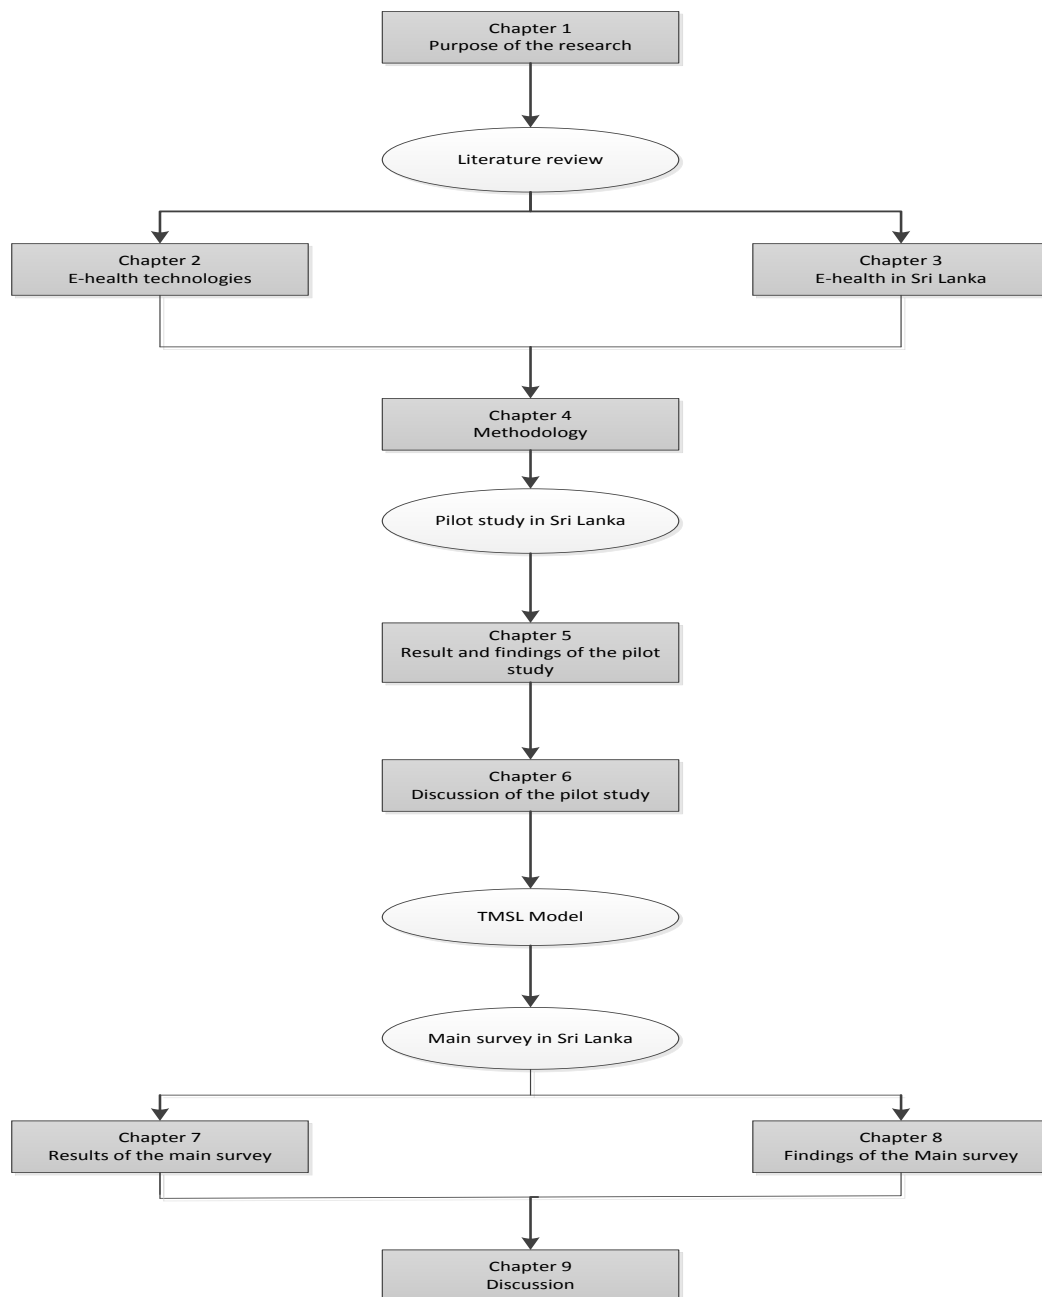 Chapter 1
Purpose of the research
Literature review
Chapter 2
E-health technologies
Chapter 3
E-health in Sri Lanka
Chapter 4
Methodology
Pilot study in Sri Lanka
Chapter 5
Result and findings of the pilot
study
Chapter 6
Discussion of the pilot study
TMSL Model
Main survey in Sri Lanka
Chapter 7
Results of the main survey
Chapter 8
Findings of the Main survey
Chapter 9
Discussion